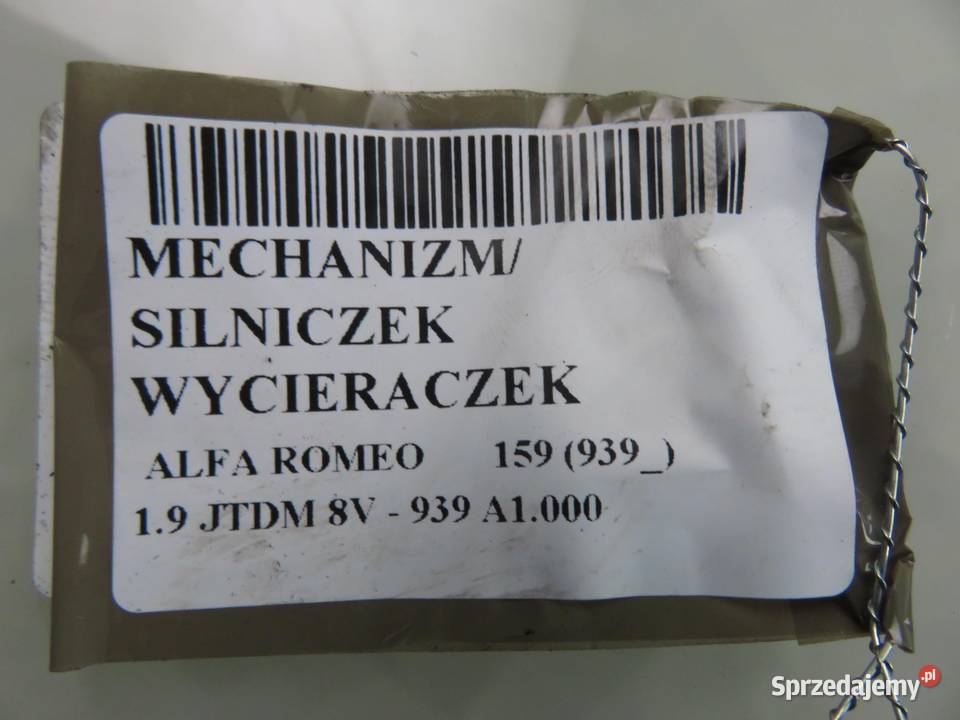 MECHANIZM/
SILNICZEK
WYCIERACZEK
ALFA ROMEO 159 (939_)
1.9 JTDM 8V - 939 A1.000
Sprzedajemy.pl